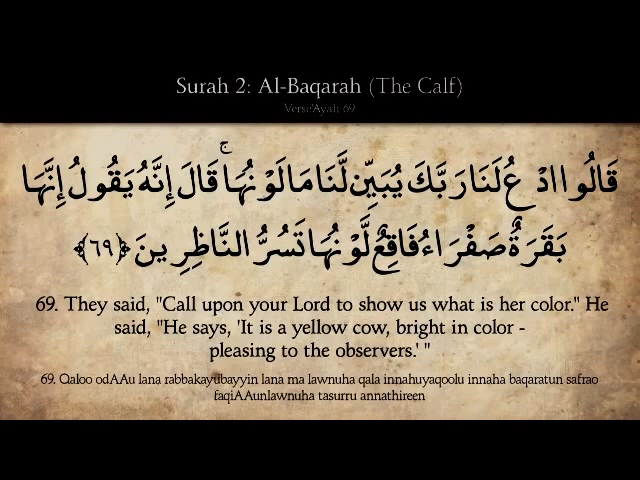 Surah 2: Al-Baqarah (The Calf)
Verse/Ayah 69
قَالُوا ادْعُ لَنَا رَبَّكَ يُبَيِّن لَّنَا مَا لَوْنُهَا ۚ قَالَ إِنَّهُ يَقُولُ إِنَّهَا
بَقَرَةٌ صَفْرَاءُ فَاقِعٌ لَّوْنُهَا تَسُرُّ النَّاظِرِينَ ﴿٦٩﴾
69. They said, "Call upon your Lord to show us what is her color." He
said, "He says, 'It is a yellow cow, bright in color -
pleasing to the observers.' "
69. Qaloo odAAu lana rabbakayubayyin lana ma lawnuha qala innahuyaqoolu innaha baqaratun safrao
faqiAAunlawnuha tasurru annathireen